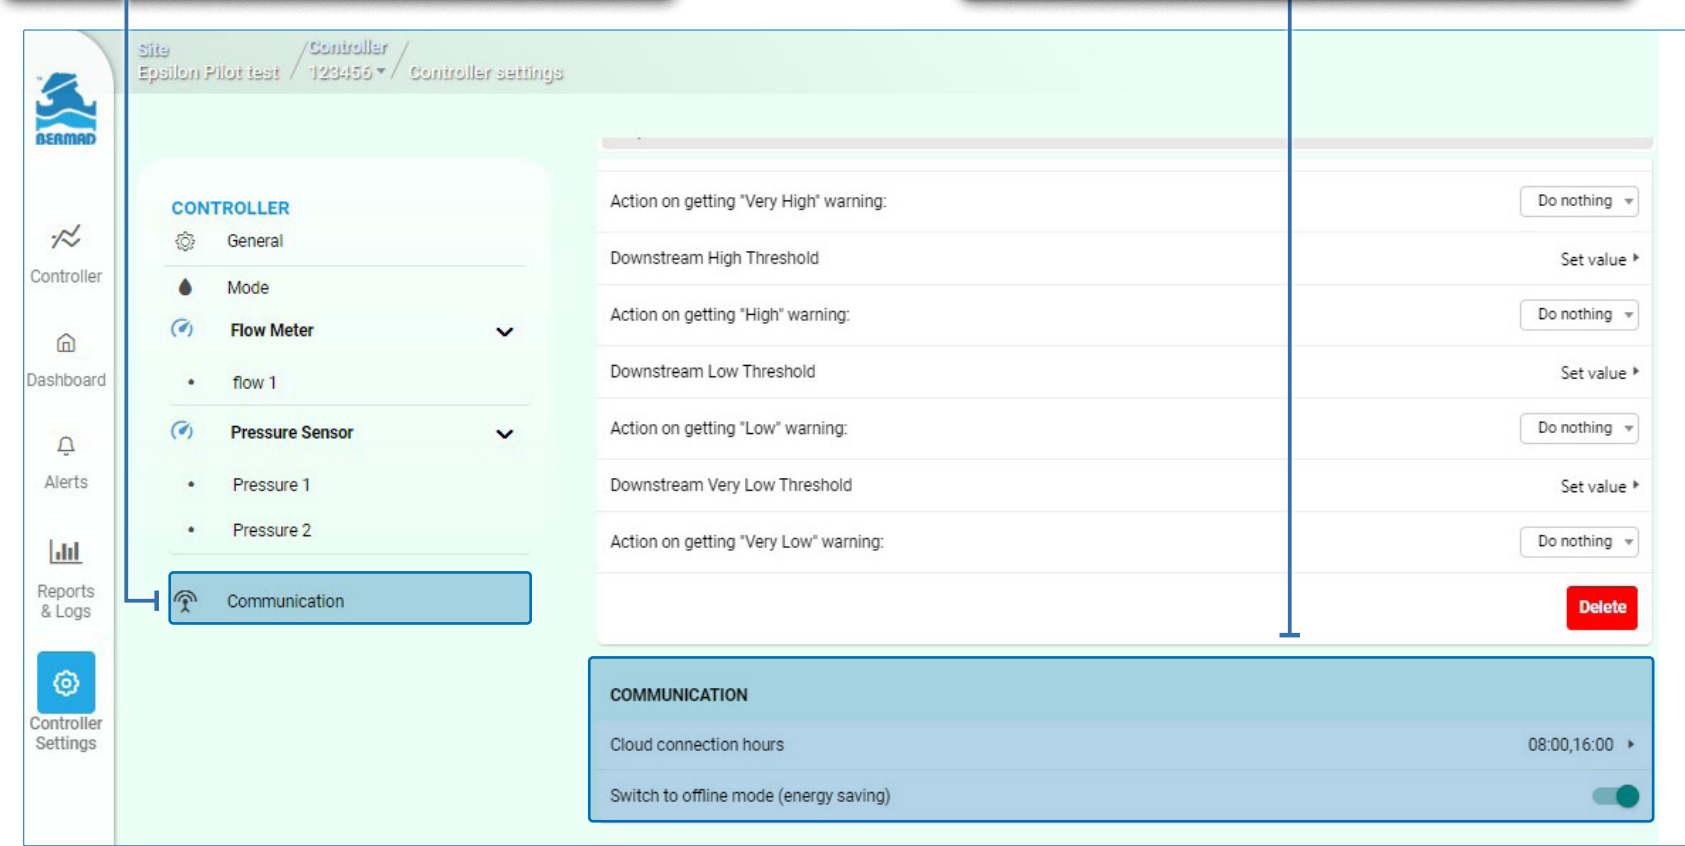 Site
Epsilon Pilot test
/ Controller /
/ 123456 / Controller settings
BERMAD
Controller
Dashboard
Alerts
Reports
& Logs
Controller
Settings
CONTROLLER
General
Mode
Flow Meter
• flow 1
Pressure Sensor
• Pressure 1
• Pressure 2
Communication
Action on getting "Very High" warning: Do nothing
Downstream High Threshold Set value
Action on getting "High" warning: Do nothing
Downstream Low Threshold Set value
Action on getting "Low" warning: Do nothing
Downstream Very Low Threshold Set value
Action on getting "Very Low" warning: Do nothing
Delete
COMMUNICATION
Cloud connection hours 08:00,16:00
Switch to offline mode (energy saving)